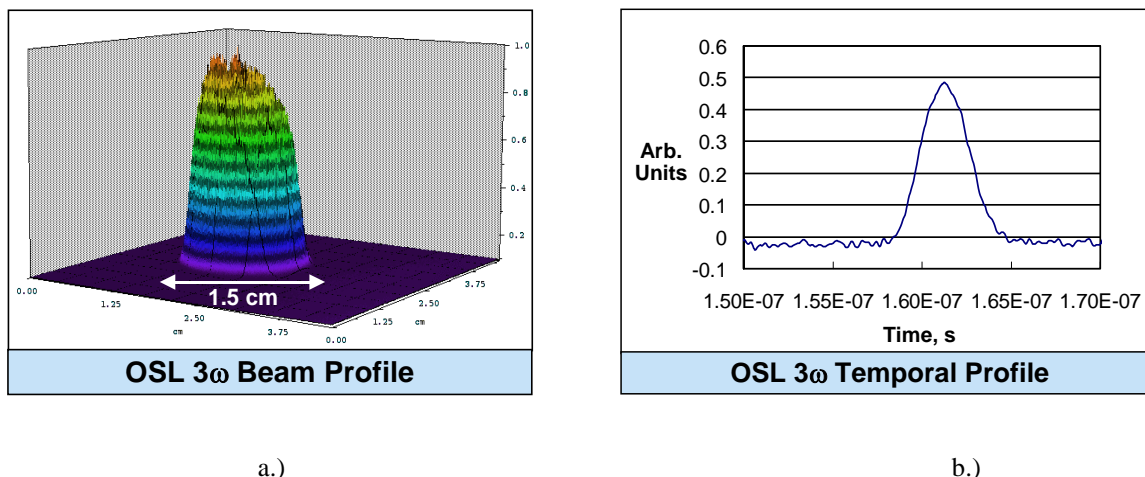 1.0
0.8
0.6
0.4
0.2
0.00
1.25
2.50
3.75
cm
0.00
1.25
2.50
3.75
cm
1.5 cm
OSL 3ω Beam Profile
a.)
0.6
0.5
0.4
0.3
0.2
0.1
0
-0.1
Arb.
Units
1.50E-07 1.55E-07 1.60E-07 1.65E-07 1.70E-07
Time, s
OSL 3ω Temporal Profile
b.)